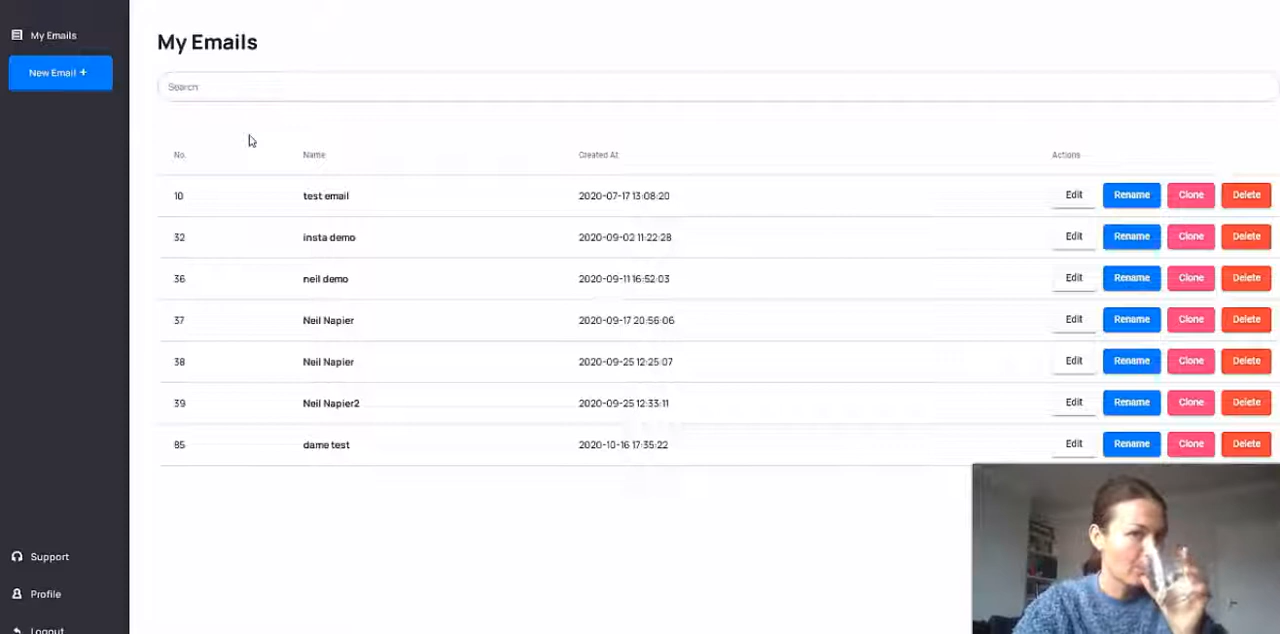 My Emails
New Email +
Support
Profile
Logout
My Emails
Search
No. Name Created At Actions
10 test email 2020-07-17 13:08:20 Edit Rename Clone Delete
32 insta demo 2020-09-02 11:22:28 Edit Rename Clone Delete
36 neil demo 2020-09-11 16:52:03 Edit Rename Clone Delete
37 Neil Napier 2020-09-17 20:56:06 Edit Rename Clone Delete
38 Neil Napier 2020-09-25 12:25:07 Edit Rename Clone Delete
39 Neil Napier2 2020-09-25 12:33:11 Edit Rename Clone Delete
85 dame test 2020-10-16 17:35:22 Edit Rename Clone Delete